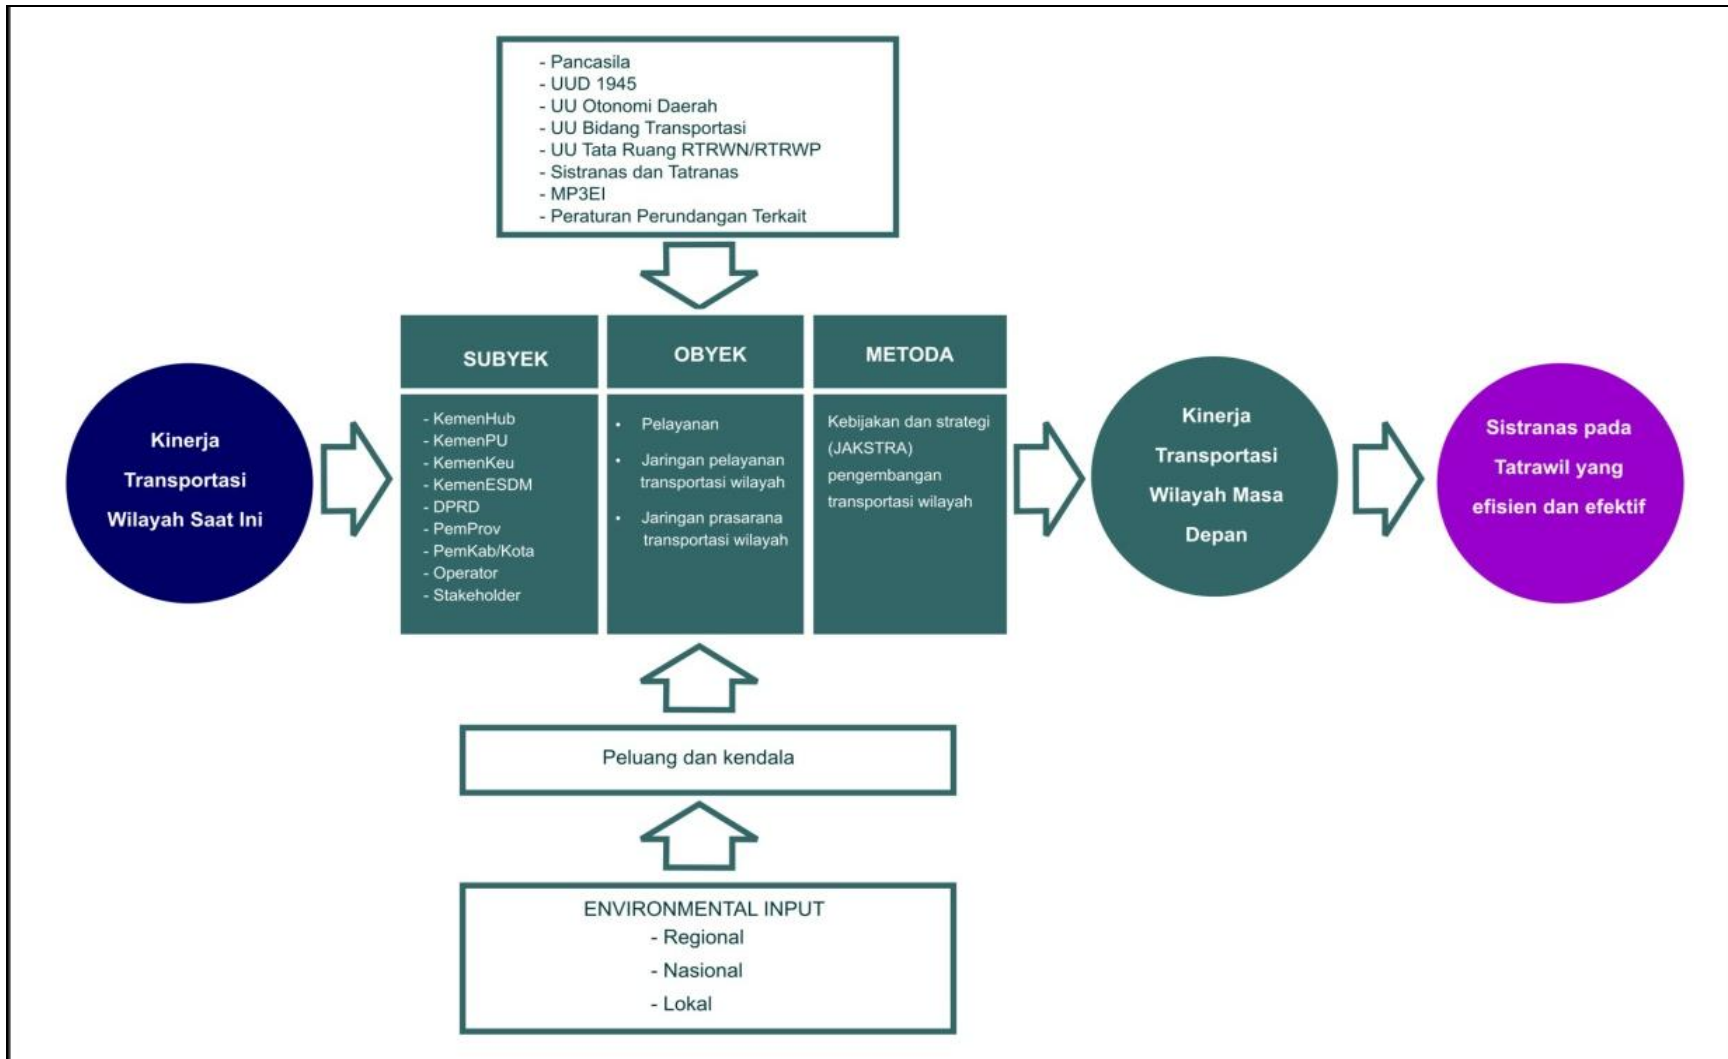 - Pancasila
- UUD 1945
- UU Otonomi Daerah
- UU Bidang Transportasi
- UU Tata Ruang RTRWN/RTRWP
- Sistranas dan Tatranas
- MP3EI
- Peraturan Perundangan Terkait
Kinerja
Transportasi
Wilayah Saat Ini
SUBYEK
- KemenHub
- KemenPU
- KemenKeu
- KemenESDM
- DPRD
- PemProv
- PemKab/Kota
- Operator
- Stakeholder
OBYEK
• Pelayanan
• Jaringan pelayanan
transportasi wilayah
• Jaringan prasarana
transportasi wilayah
METODA
Kebijakan dan strategi
(JAKSTRA)
pengembangan
transportasi wilayah
Kinerja
Transportasi
Wilayah Masa
Depan
Sistranas pada
Tatrawil yang
efisien dan efektif
Peluang dan kendala
ENVIRONMENTAL INPUT
- Regional
- Nasional
- Lokal